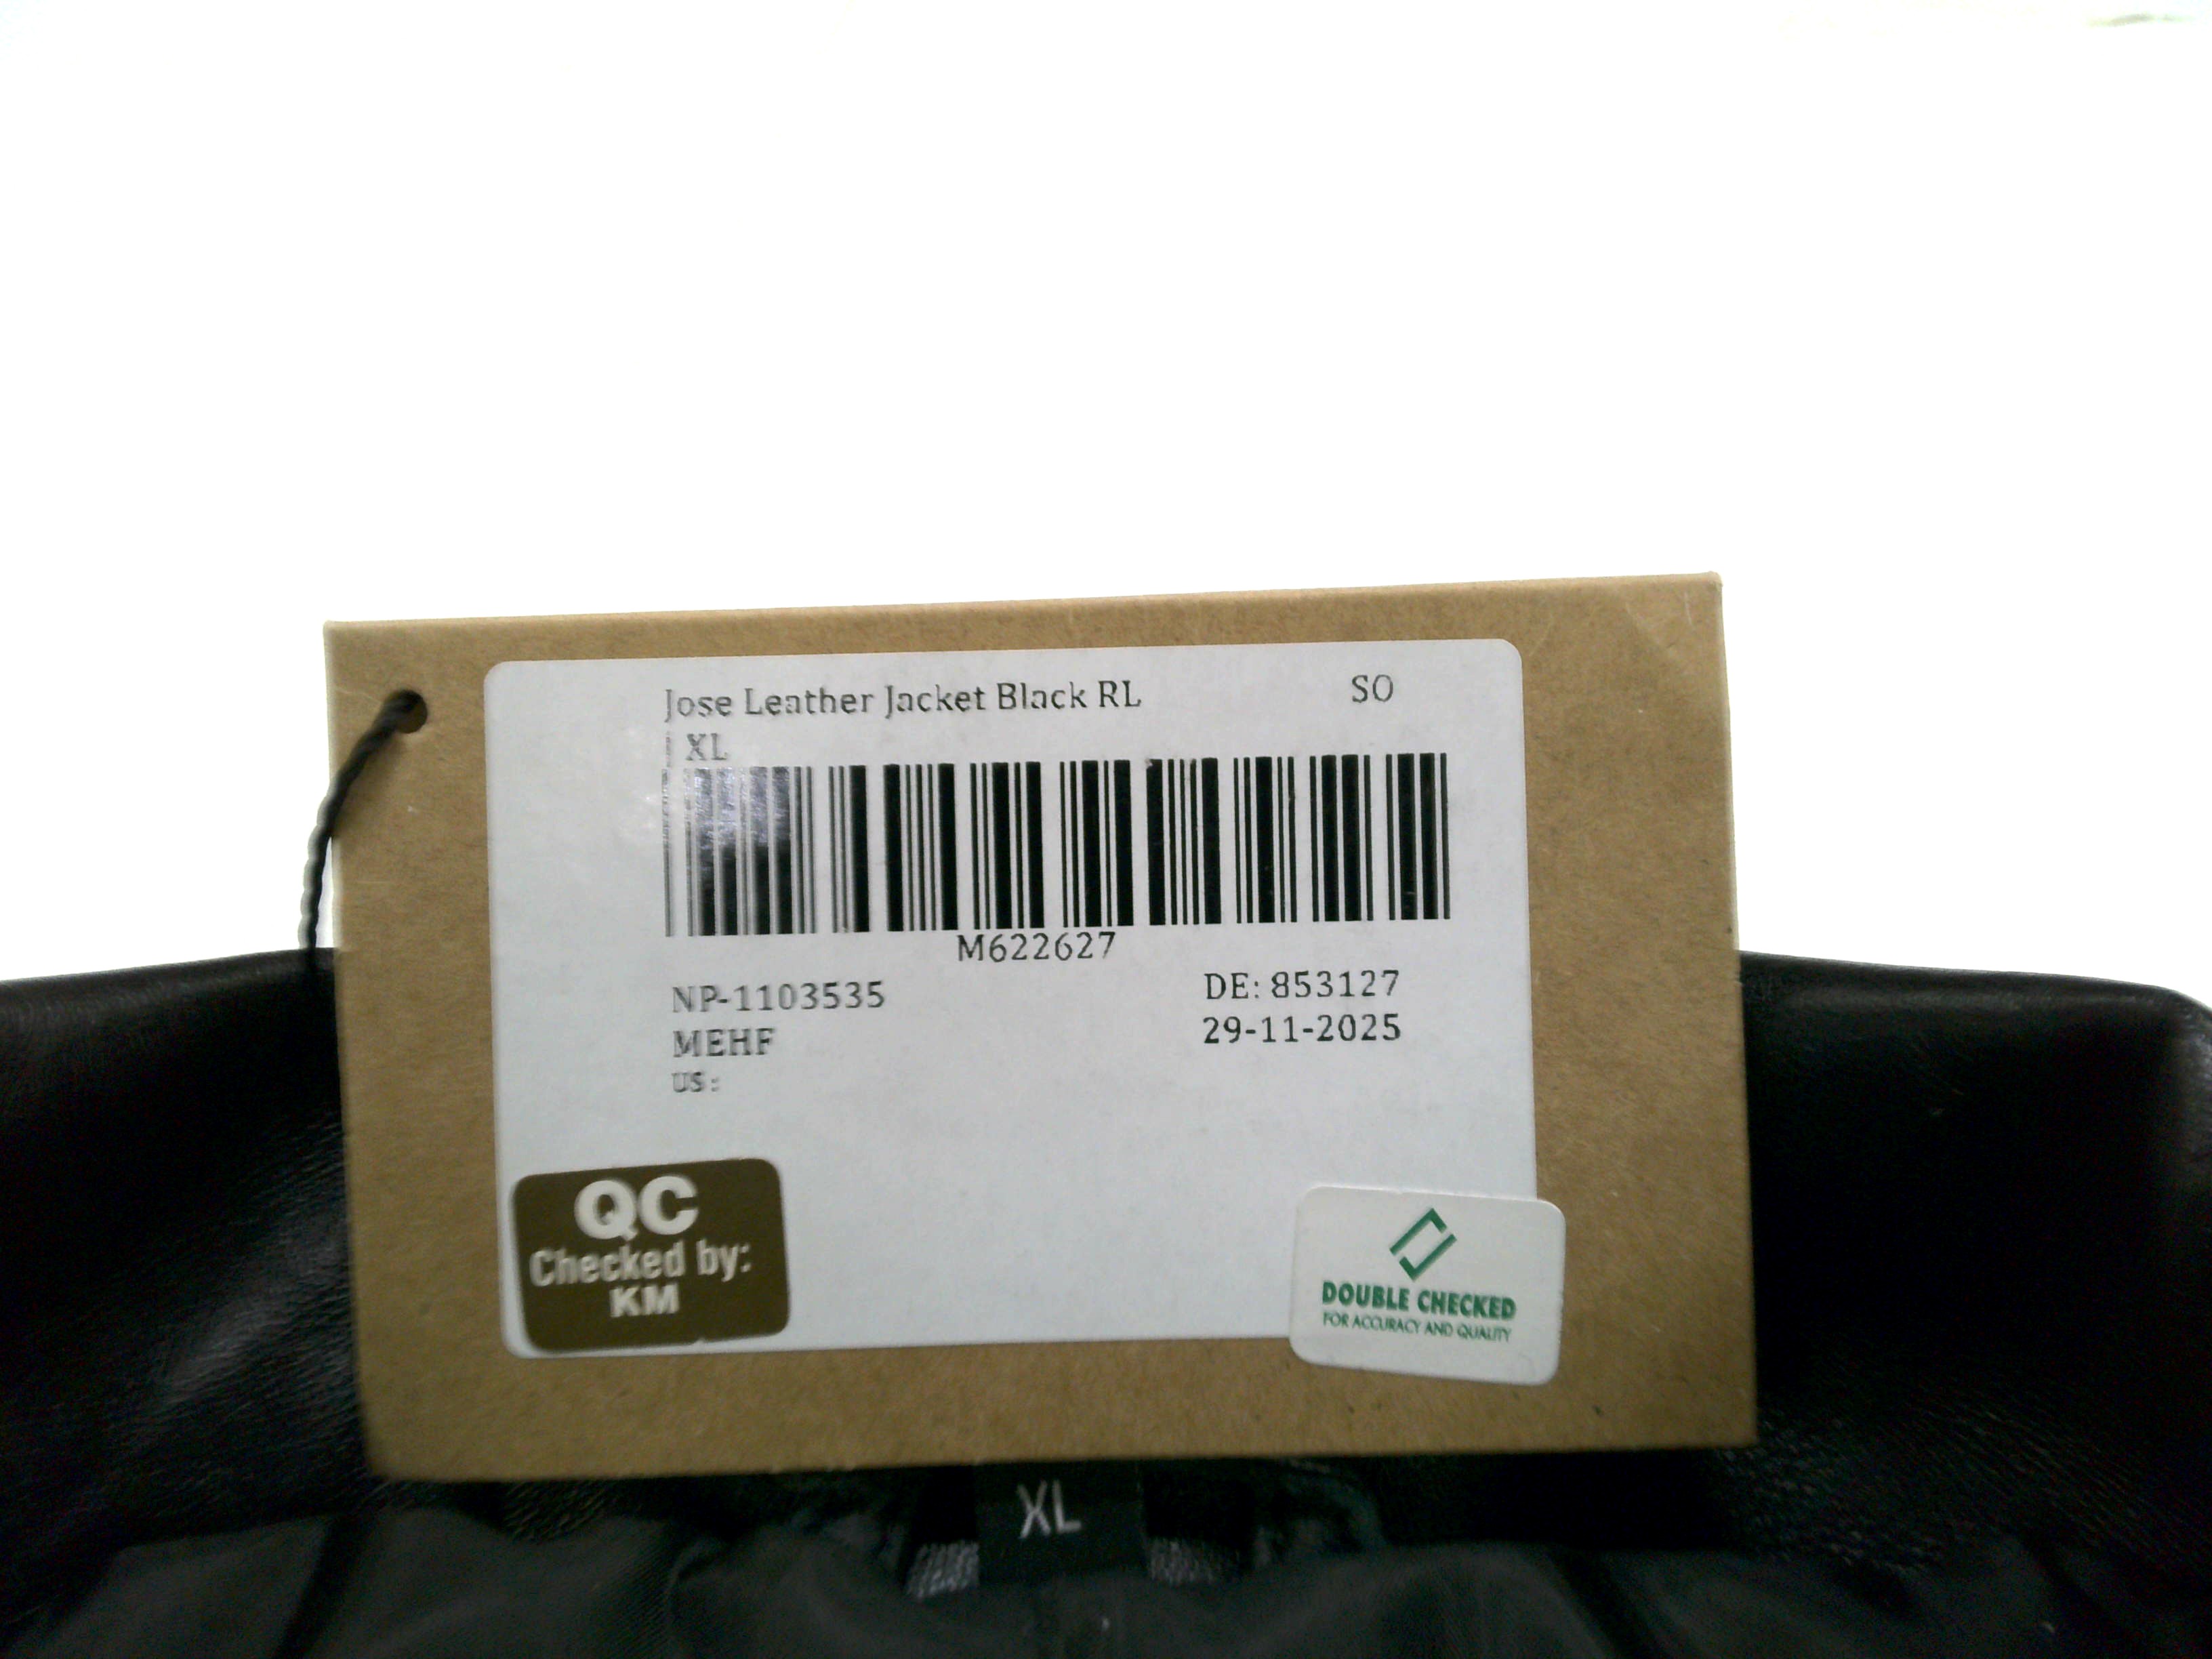 Jose Leather Jacket Black RL SO
| XL
M622627
NP-1103535 DE: 853127
MEHF 29-11-2025
US:
QC
Checked by:
KM
DOUBLE CHECKED
FOR ACCURACY AND QUALITY
XL